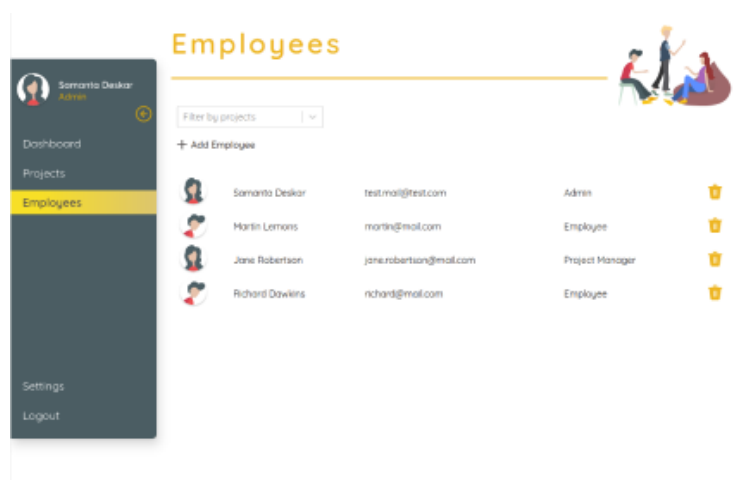 Employees
Samanta Deskar
Admin
Dashboard
Projects
Employees
Settings
Logout
Filter by projects
+ Add Employee
Samanta Deskar test.mail@test.com Admin
Martin Lemons martin@mail.com Employee
Jane Robertson jane.robertson@mail.com Project Manager
Richard Dawkins richard@mail.com Employee